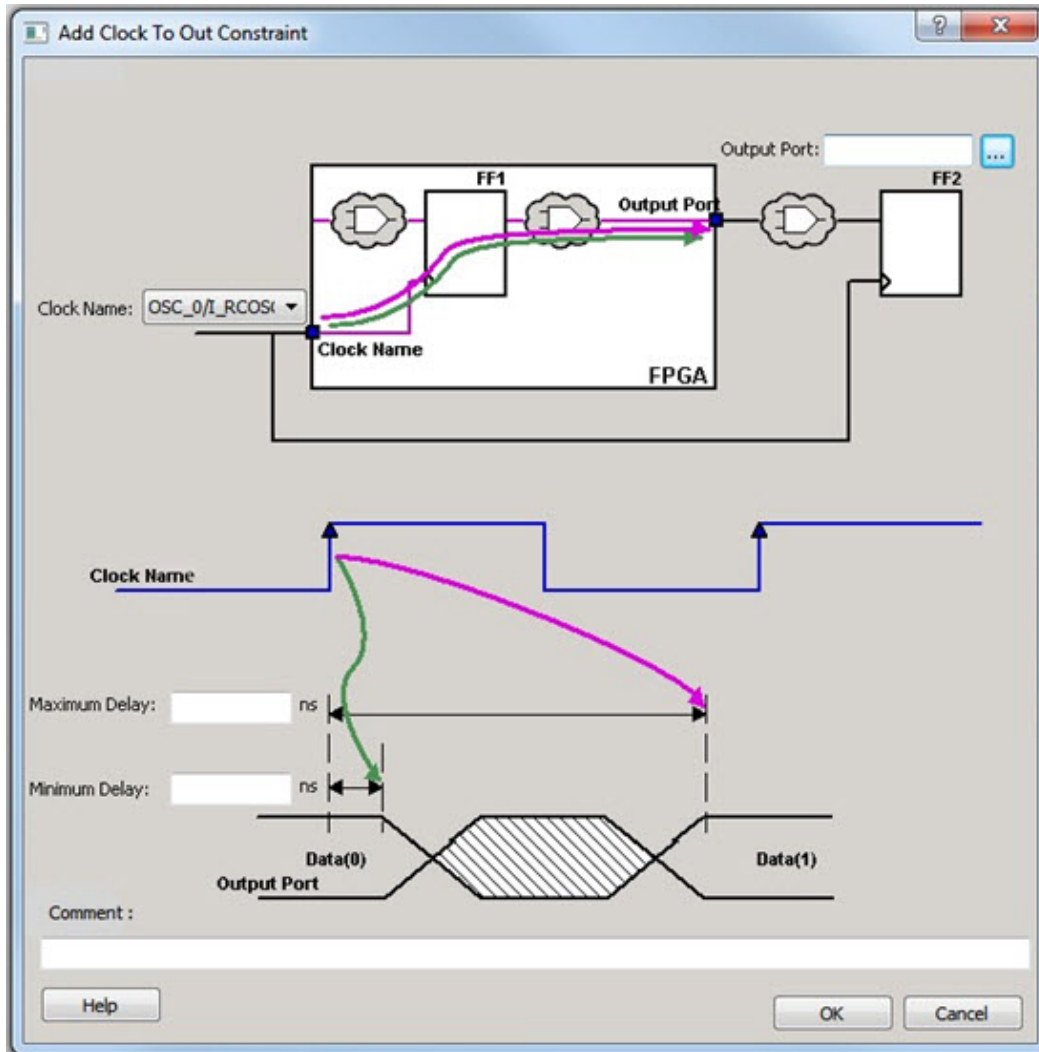 Add Clock To Out Constraint
?
Output Port:
...
FF1
FF2
Output Port
Clock Name: OSC_0/I_RCOSC
Clock Name
FPGA
Clock Name
Maximum Delay: ns
Minimum Delay: ns
Data(0) Data(1)
Output Port
Comment :
Help OK Cancel